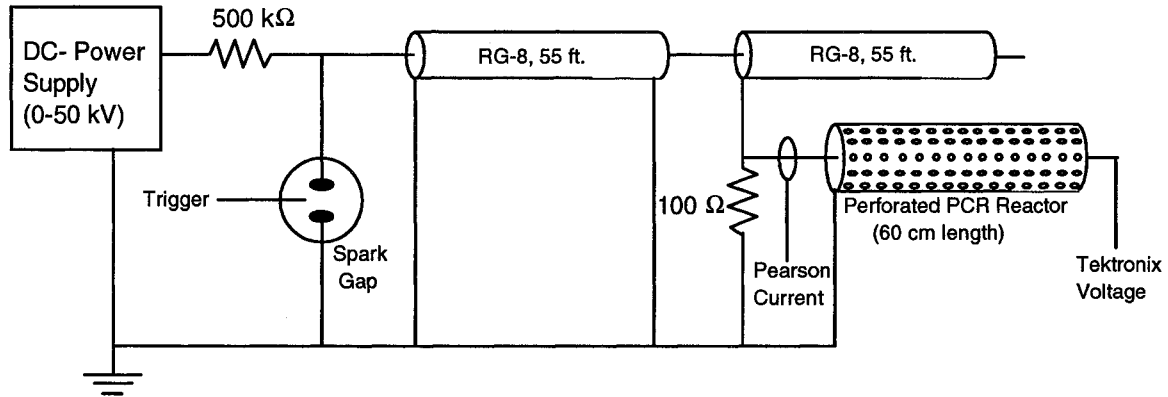 500 kΩ
DC- Power
Supply
(0-50 kV)
RG-8, 55 ft.
RG-8, 55 ft.
Trigger
Spark
Gap
100 Ω
Perforated PCR Reactor
(60 cm length)
Pearson
Current
Tektronix
Voltage